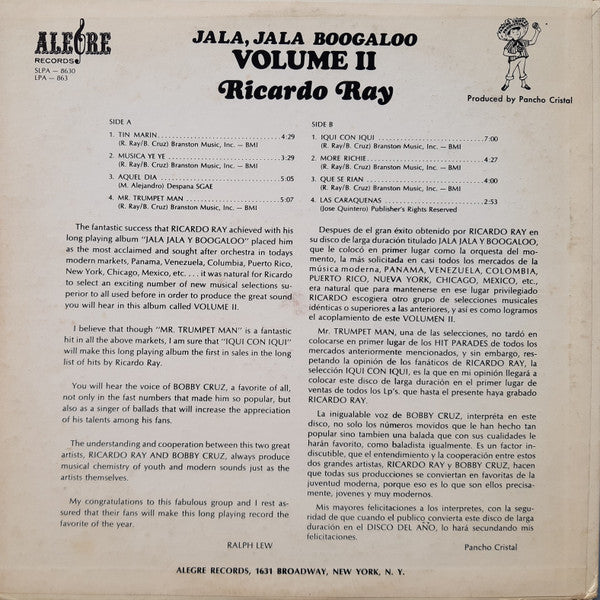 ALEGRE
RECORDS
SLPA — 8630
LPA — 863
JALA, JALA BOOGALOO
VOLUME II
Ricardo Ray
Produced by Pancho Cristal
SIDE A
1. TIN MARIN 4:29
(R. Ray/B. Cruz) Branston Music, Inc. — BMI
2. MUSICA YE YE 3:29
(R. Ray/B. Cruz) Branston Music, Inc. — BMI
3. AQUEL DIA 5:05
(M. Alejandro) Despana SGAE
4. MR. TRUMPET MAN 5:07
(R. Ray/B. Cruz) Branston Music, Inc. — BMI
SIDE B
1. IQUI CON IQUI 7:00
(R. Ray/B. Cruz) Branston Music, Inc. — BMI
2. MORE RICHIE 4:27
(R. Ray/B. Cruz) Branston Music, Inc. — BMI
3. QUE SE RIAN 4:00
(R. Ray/B. Cruz) Branston Music, Inc. — BMI
4. LAS CARAQUENAS 2:53
(Jose Quintero) Publisher's Rights Reserved
The fantastic success that RICARDO RAY achieved with his
long playing album "JALA JALA Y BOOGALOO" placed him
as the most acclaimed and sought after orchestra in todays
modern markets, Panama, Venezuela, Columbia, Puerto Rico,
New York, Chicago, Mexico, etc. . . . it was natural for Ricardo
to select an exciting number of new musical selections su-
perior to all used before in order to produce the great sound
you will hear in this album called VOLUME II.
I believe that though "MR. TRUMPET MAN" is a fantastic
hit in all the above markets, I am sure that "IQUI CON IQUI"
will make this long playing album the first in sales in the long
list of hits by Ricardo Ray.
You will hear the voice of BOBBY CRUZ, a favorite of all,
not only in the fast numbers that made him so popular, but
also as a singer of ballads that will increase the appreciation
of his talents among his fans.
The understanding and cooperation between this two great
artists, RICARDO RAY AND BOBBY CRUZ, always produce
musical chemistry of youth and modern sounds just as the
artists themselves.
My congratulations to this fabulous group and I rest as-
sured that their fans will make this long playing record the
favorite of the year.
RALPH LEW
Despues de el gran éxito obtenido por RICARDO RAY en
su disco de larga duración titulado JALA JALA Y BOOGALOO,
que le colocó en primer lugar como la orquesta del mo-
mento, la más solicitada en casi todos los mercados de la
música moderna, PANAMA, VENEZUELA, COLOMBIA,
PUERTO RICO, NUEVA YORK, CHICAGO, MEXICO, etc.,
era natural que para mantenerse en ese lugar privilegiado
RICARDO escogiera otro grupo de selecciones musicales
idénticas o superiores a las anteriores, y así es como logramos
el acoplamiento de este VOLUMEN II.
Mr. TRUMPET MAN, una de las selecciones, no tardó en
colocarse en primer lugar de los HIT PARADES de todos los
mercados anteriormente mencionados, y sin embargo, res-
petando la opinión de los fanáticos de RICARDO RAY, la
selección IQUI CON IQUI, es la que en mi opinión llegará a
colocar este disco de larga duración en el primer lugar de
ventas de todos los Lp's. que hasta el presente haya grabado
RICARDO RAY.
La inigualable voz de BOBBY CRUZ, interpréta en este
disco, no solo los números movidos que le han hecho tan
popular sino tambien una balada que con sus cualidades le
harán favorito, como baladista igualmente. Es un factor in-
discutible, que el entendimiento y la cooperación entre estos
dos grandes artistas, RICARDO RAY y BOBBY CRUZ, hacen
que todas sus producciones se conviertan en favoritas de la
juventud moderna, porque eso es lo que son ellos precisa-
mente, jovenes y muy modernos.
Mis mayores felicitaciones a los interpretes, con la segu-
ridad de que cuando el publico convierta este disco de larga
duración en el DISCO DEL AÑO, lo hará secundando mis
felicitaciones.
Pancho Cristal
ALEGRE RECORDS, 1631 BROADWAY, NEW YORK, N. Y.